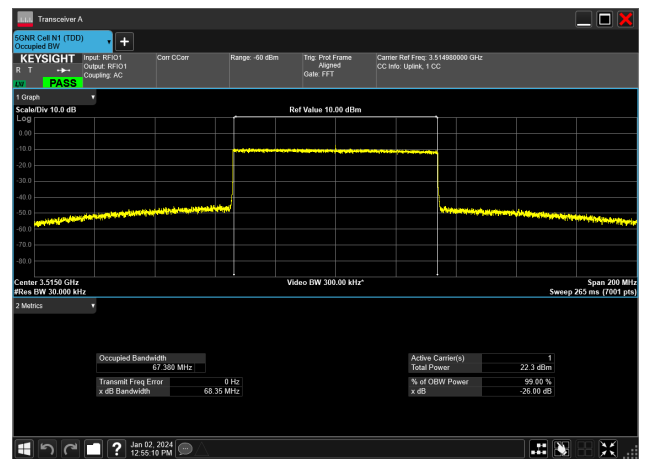 Transceiver A
5GNR Cell N1 (TDD)
Occupied BW
KEYSIGHT Input: RFIO1 Corr CCorr Range: -60 dBm Trig: Prot Frame Carrier Ref Freq: 3.514980000 GHz
R T Output: RFIO1 Aligned CC Info: Uplink, 1 CC
Coupling: AC Gate: FFT
PASS
1 Graph
Scale/Div 10.0 dB Ref Value 10.00 dBm
Log
0.00
-10.0
-20.0
-30.0
-40.0
-50.0
-60.0
-70.0
-80.0
Center 3.5150 GHz Video BW 300.00 kHz* Span 200 MHz
#Res BW 30.000 kHz Sweep 265 ms (7001 pts)
2 Metrics
Occupied Bandwidth Active Carrier(s) 1
67.380 MHz Total Power 22.3 dBm
Transmit Freq Error 0 Hz % of OBW Power 99.00 %
x dB Bandwidth 68.35 MHz x dB -26.00 dB
Jan 02, 2024
12:55:10 PM